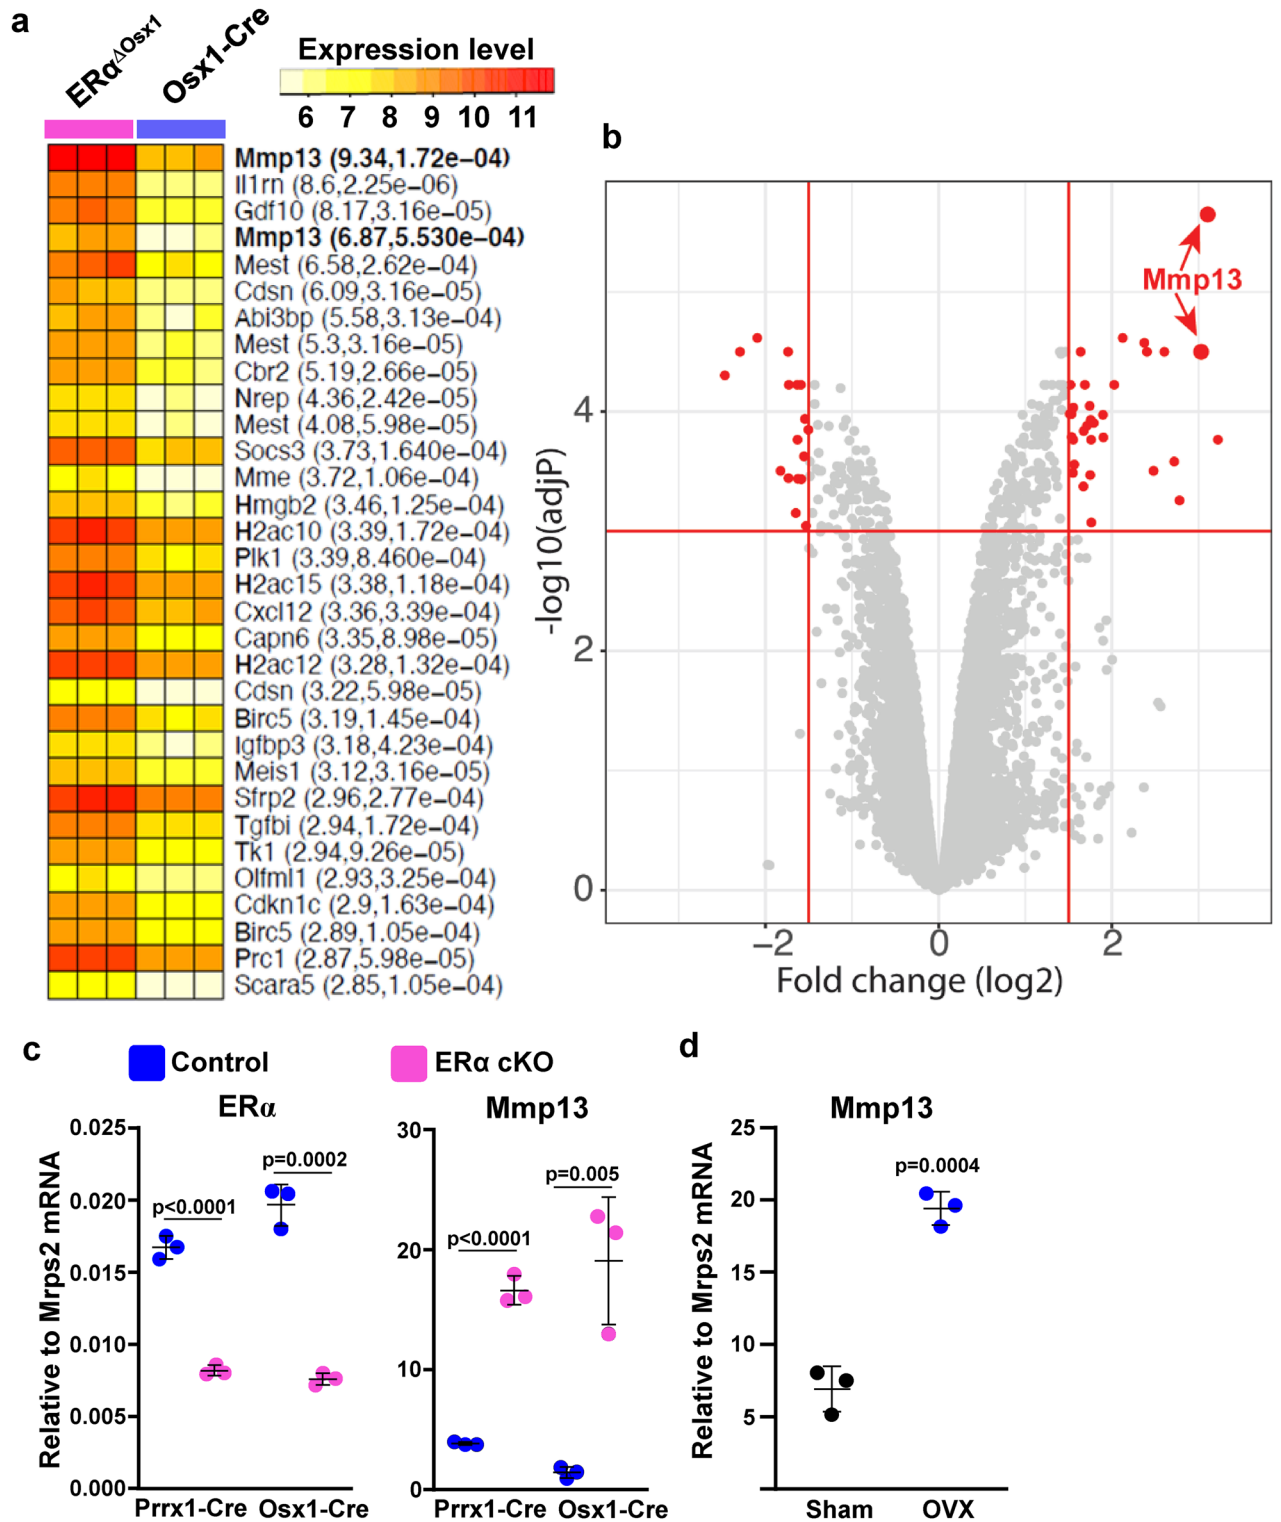 a
ERαΔOsx1
Osx1-Cre
Expression level
6 7 8 9 10 11
Mmp13 (9.34,1.72e−04)
Il1rn (8.6,2.25e−06)
Gdf10 (8.17,3.16e−05)
Mmp13 (6.87,5.530e−04)
Mest (6.58,2.62e−04)
Cdsn (6.09,3.16e−05)
Abi3bp (5.58,3.13e−04)
Mest (5.3,3.16e−05)
Cbr2 (5.19,2.66e−05)
Nrep (4.36,2.42e−05)
Mest (4.08,5.98e−05)
Socs3 (3.73,1.640e−04)
Mme (3.72,1.06e−04)
Hmgb2 (3.46,1.25e−04)
H2ac10 (3.39,1.72e−04)
Plk1 (3.39,8.460e−04)
H2ac15 (3.38,1.18e−04)
Cxcl12 (3.36,3.39e−04)
Capn6 (3.35,8.98e−05)
H2ac12 (3.28,1.32e−04)
Cdsn (3.22,5.98e−05)
Birc5 (3.19,1.45e−04)
Igfbp3 (3.18,4.23e−04)
Meis1 (3.12,3.16e−05)
Sfrp2 (2.96,2.77e−04)
Tgfbi (2.94,1.72e−04)
Tk1 (2.94,9.26e−05)
Olfml1 (2.93,3.25e−04)
Cdkn1c (2.9,1.63e−04)
Birc5 (2.89,1.05e−04)
Prc1 (2.87,5.98e−05)
Scara5 (2.85,1.05e−04)
b
Mmp13
-log10(adjP)
4
2
0
−2 0 2
Fold change (log2)
c
Control
ERα cKO
ERα
Relative to Mrps2 mRNA
0.025
0.020
0.015
0.010
0.005
0.000
p<0.0001
p=0.0002
Prrx1-Cre Osx1-Cre
Mmp13
30
20
10
0
p<0.0001
p=0.005
Prrx1-Cre Osx1-Cre
d
Mmp13
Relative to Mrps2 mRNA
25
20
15
10
5
p=0.0004
Sham OVX